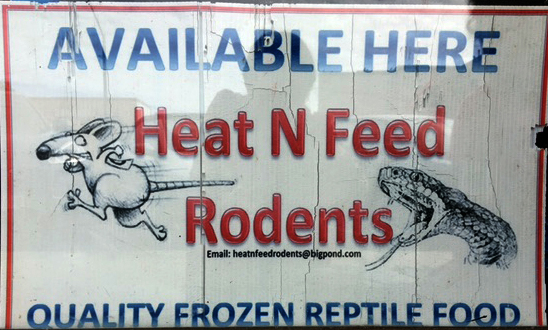 AVAILABLE HERE
Heat N Feed
Rodents
Email: heatnfeedrodents@bigpond.com
QUALITY FROZEN REPTILE FOOD